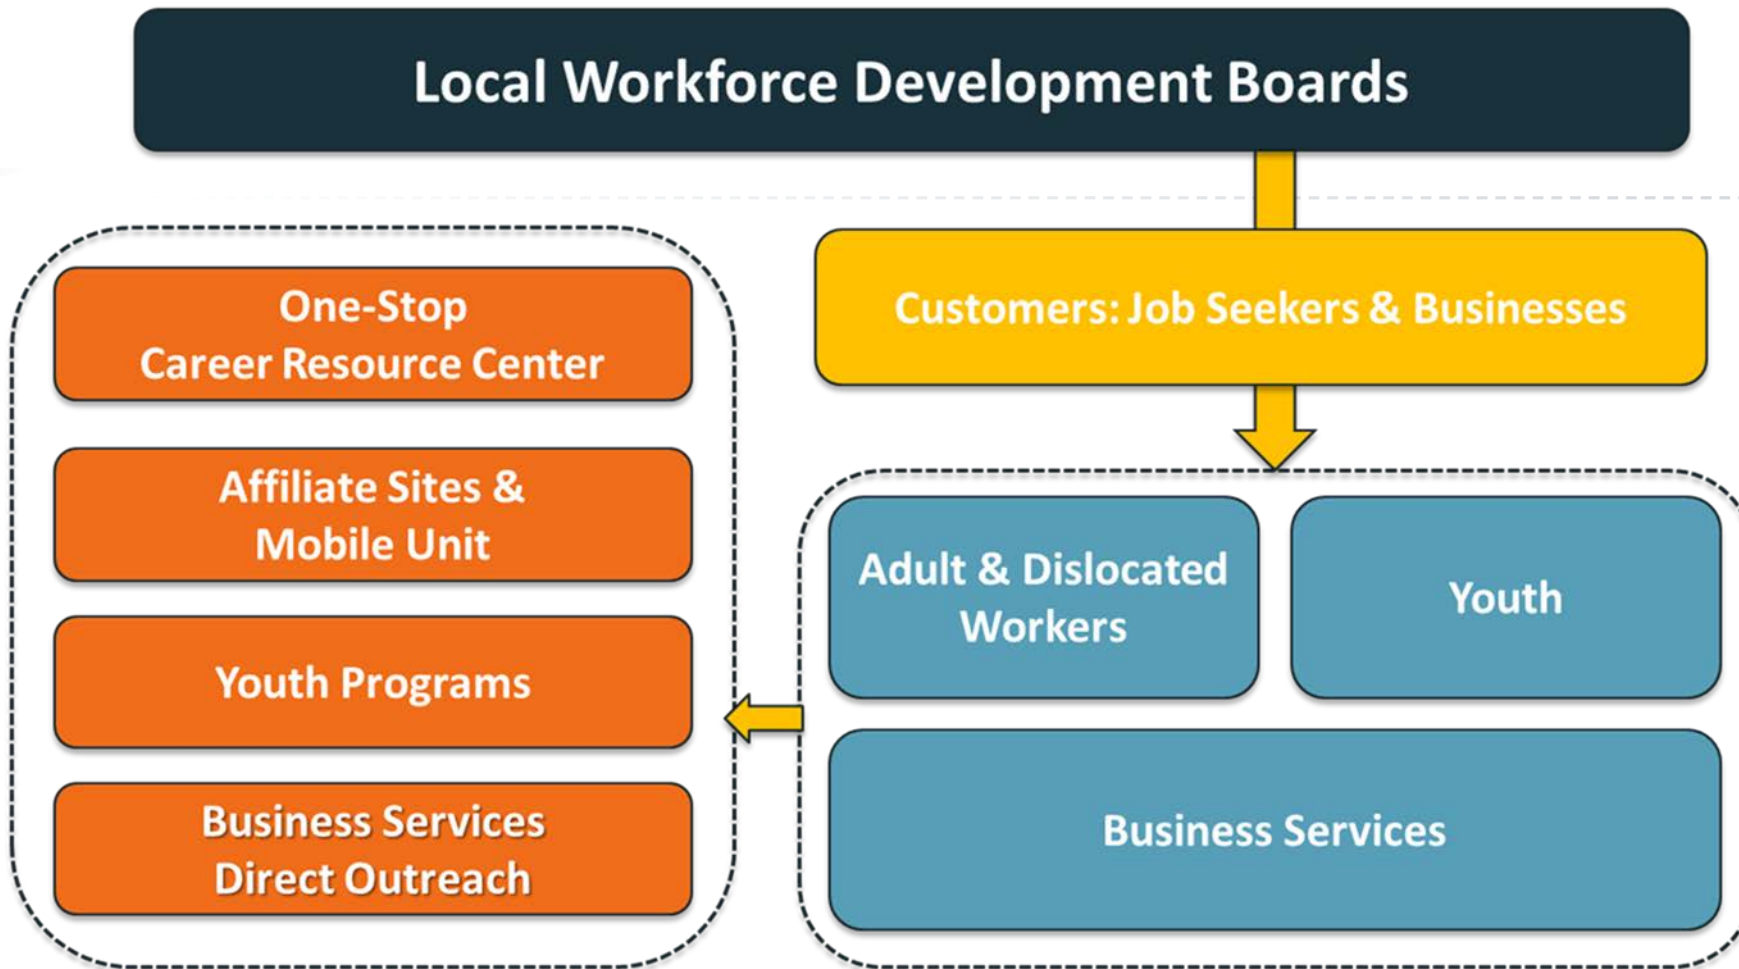 Local Workforce Development Boards
One-Stop
Career Resource Center
Affiliate Sites &
Mobile Unit
Youth Programs
Business Services
Direct Outreach
Customers: Job Seekers & Businesses
Adult & Dislocated
Workers
Youth
Business Services